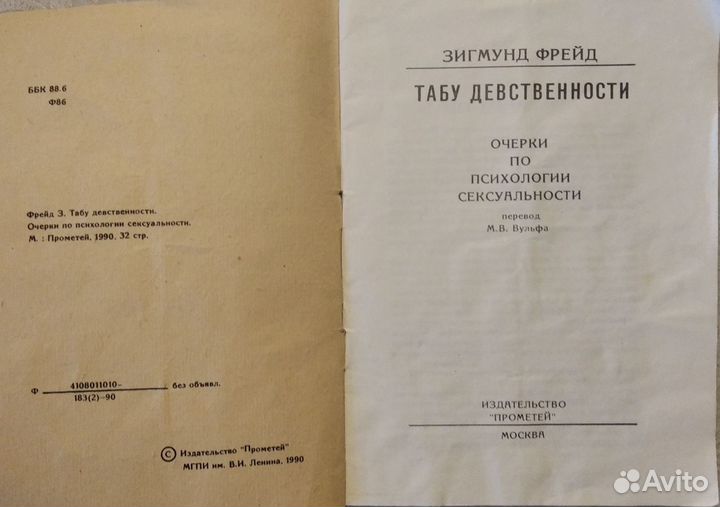 ББК 88.6
Ф86
Фрейд З. Табу девственности.
Очерки по психологии сексуальности.
М. : Прометей, 1990. 32 стр.
Ф 4108011010- без объявл.
183(2)-90
© Издательство "Прометей"
МГПИ им. В.И. Ленина, 1990
ЗИГМУНД ФРЕЙД
ТАБУ ДЕВСТВЕННОСТИ
ОЧЕРКИ
ПО
ПСИХОЛОГИИ
СЕКСУАЛЬНОСТИ
перевод
М.В. Вульфа
ИЗДАТЕЛЬСТВО
"ПРОМЕТЕЙ"
МОСКВА
Avito